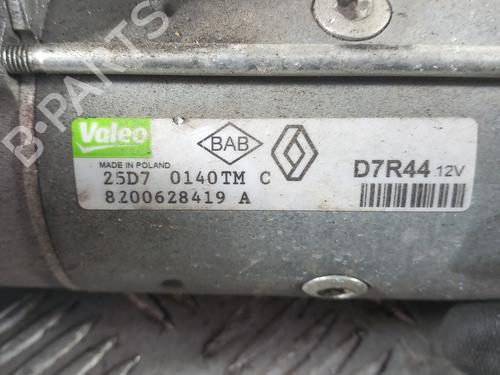 Valeo
BAB
MADE IN POLAND
D7R44 12V
25D7 0140TM C
8200628419 A
B-PARTS